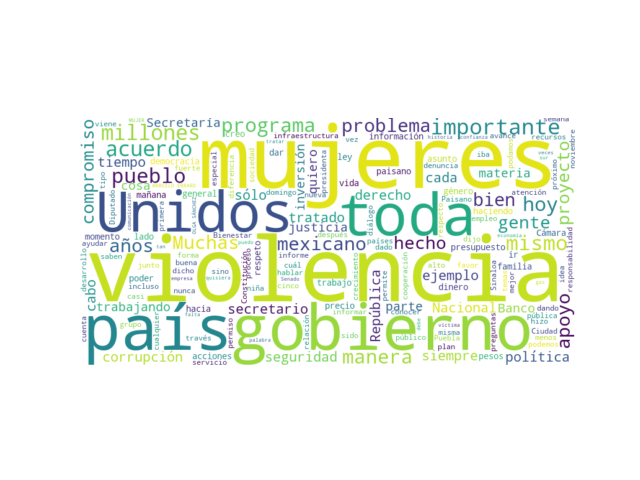 mujeres
violencia
gobierno
país
Unidos
toda
millones
acuerdo
pueblo
programa
problema
importante
compromiso
proyecto
Secretaría
tiempo
cosa
años
Muchas
mexicano
hecho
mismo
bien
hoy
gente
cada
materia
derecho
tratado
justicia
quiero
inversión
sólo
apoyo
secretario
manera
siempre
política
seguridad
corrupción
trabajando
cabo
República
Nacional
Banco
parte
ejemplo
dinero
presupuesto
familia
trabajo
precio
información
infraestructura
paisano
Paisano
presidenta
democracia
diferencia
sociedad
especial
general
mañana
primera
Diputado
tipo
viene
fuerte
creo
dar
ley
vez
vida
nueva
género
diálogo
denuncia
asunto
alto
iba
avance
podemos
Cámara
recursos
semana
noviembre
próximo
atención
empleo
haciendo
respeto
proceso
Constitución
informe
países
hablar
cinco
niña
sino
dicho
forma
buena
nunca
momento
lado
ayudar
saben
desarrollo
junto
poder
incluso
casi
hacia
Bienestar
después
dado
domingo
dijo
favor
ir
mejor
idea
responsabilidad
Sinaloa
cooperación
crecimiento
permite
conocer
público
pública
dando
hizo
Ciudad
menos
preguntas
Puebla
plan
misma
víctima
pesos
relación
informar
sido
permiso
través
acciones
servicio
grupo
cualquier
cuenta
palabra
Senado
quisiera
empresa
falta
cuál
tratar